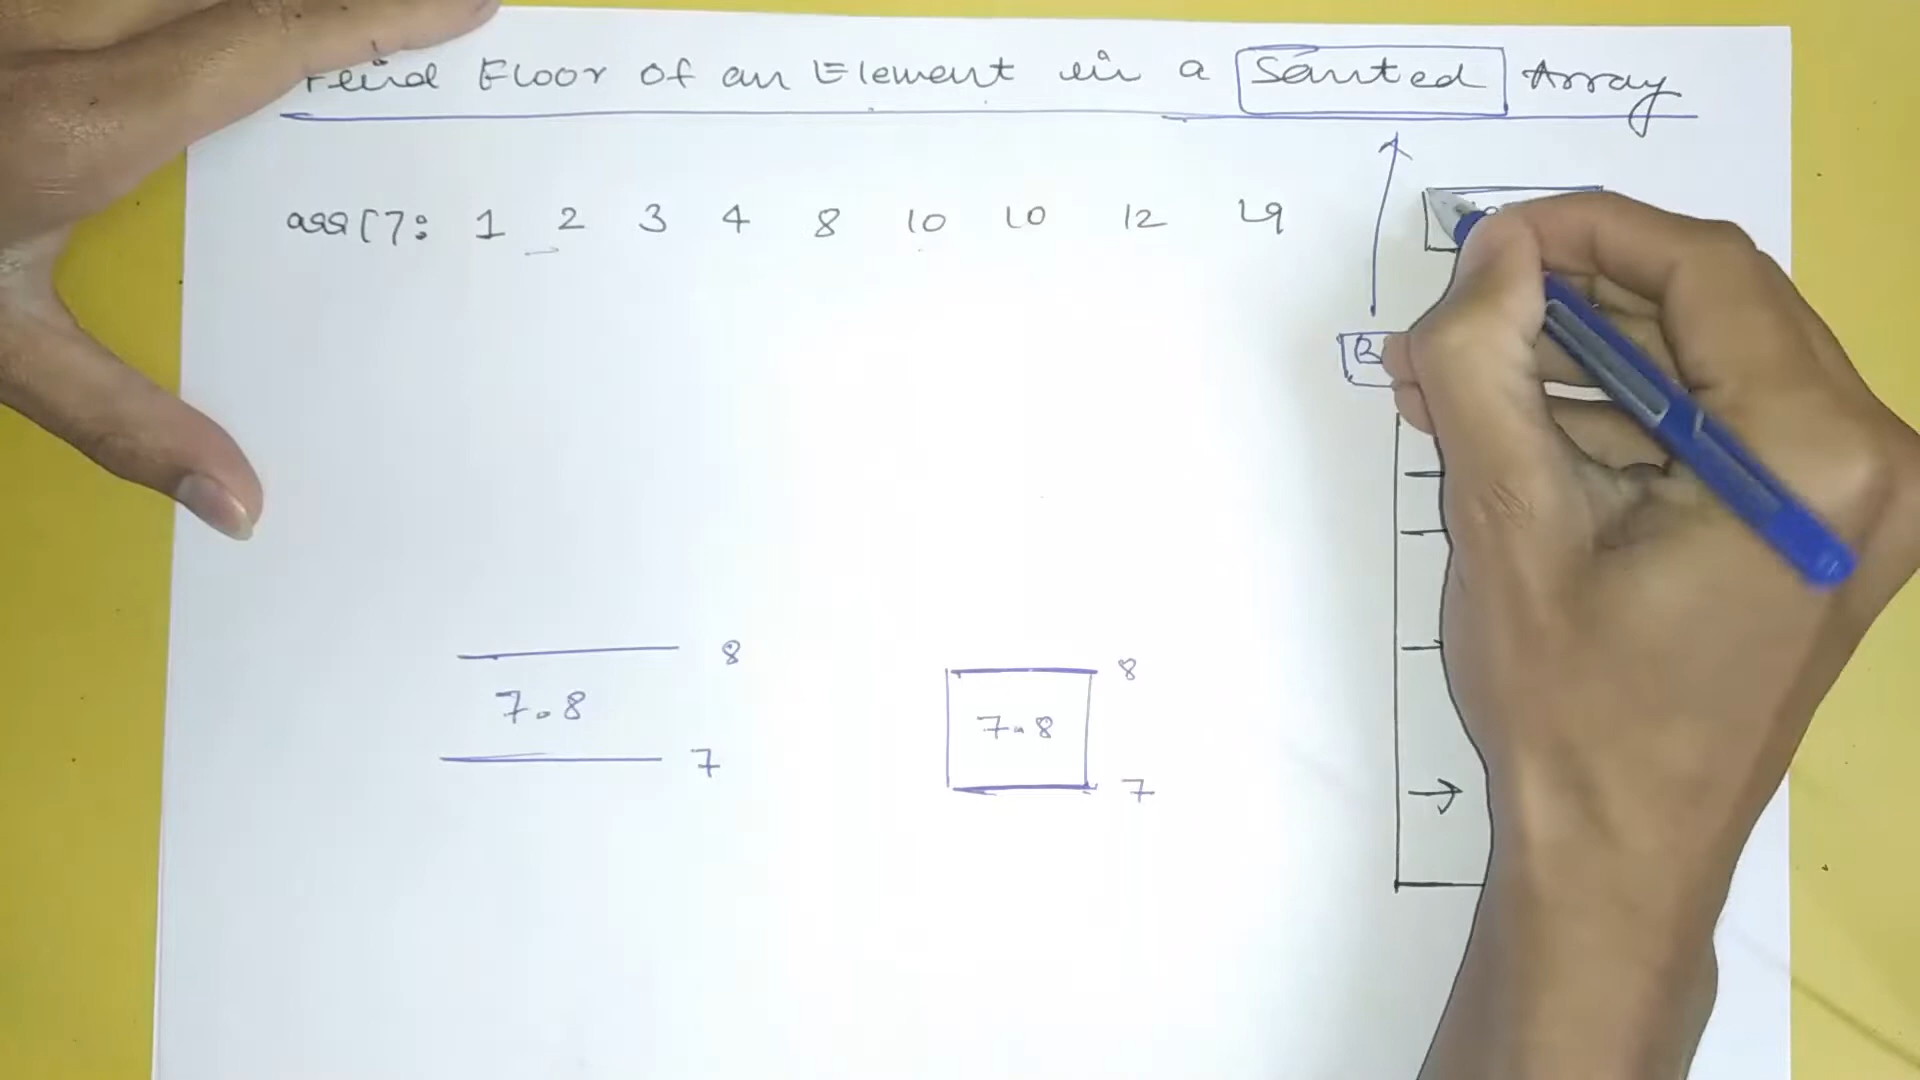 Find Floor of an Element in a Sorted Array
arr[]: 1 2 3 4 8 10 10 12 19
B
8
7.8
7
8
7.8
7